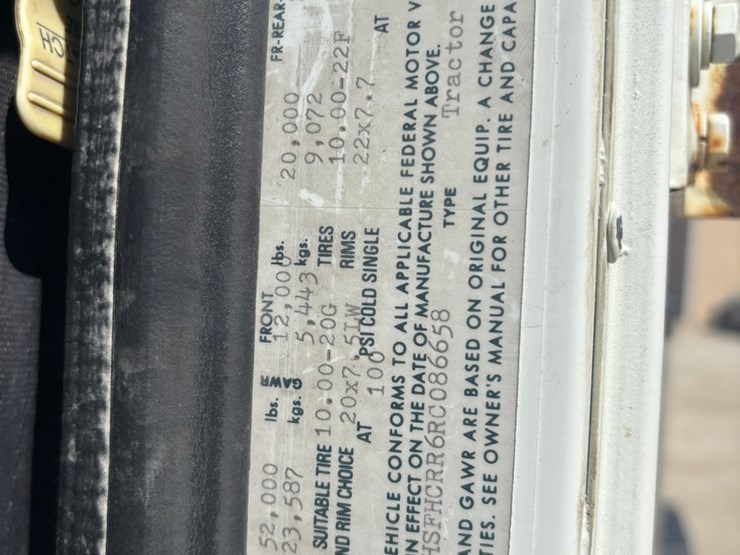 52,000 lbs. FRONT 12,000 lbs. 20,000 FR-REAR
23,587 kgs. 5,443 kgs. 9,072
SUITABLE TIRE 10.00-20G TIRES 10.00-22F
ND RIM CHOICE 20x7.5IW RIMS 22x7.7
AT 100 PSI COLD SINGLE AT
EHICLE CONFORMS TO ALL APPLICABLE FEDERAL MOTOR V
N EFFECT ON THE DATE OF MANUFACTURE SHOWN ABOVE.
HSFHCRR6RC086658 TYPE Tractor
AND GAWR ARE BASED ON ORIGINAL EQUIP. A CHANGE
TIES. SEE OWNER'S MANUAL FOR OTHER TIRE AND CAPA